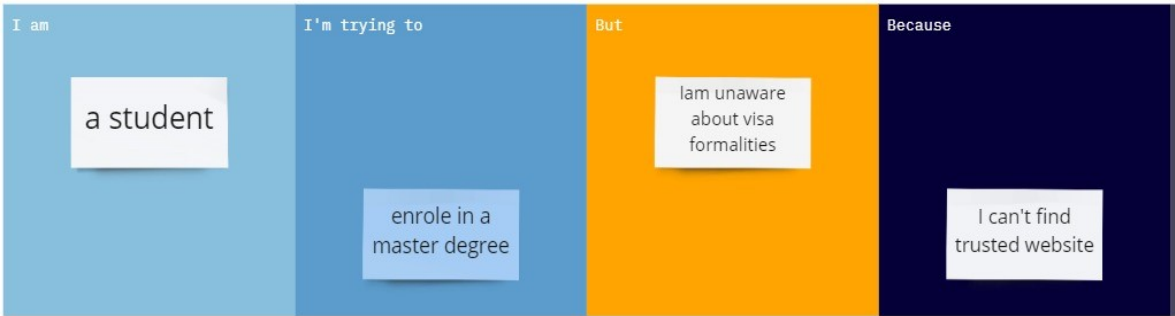 I am
a student
I'm trying to
enrole in a
master degree
But
Iam unaware
about visa
formalities
Because
I can't find
trusted website